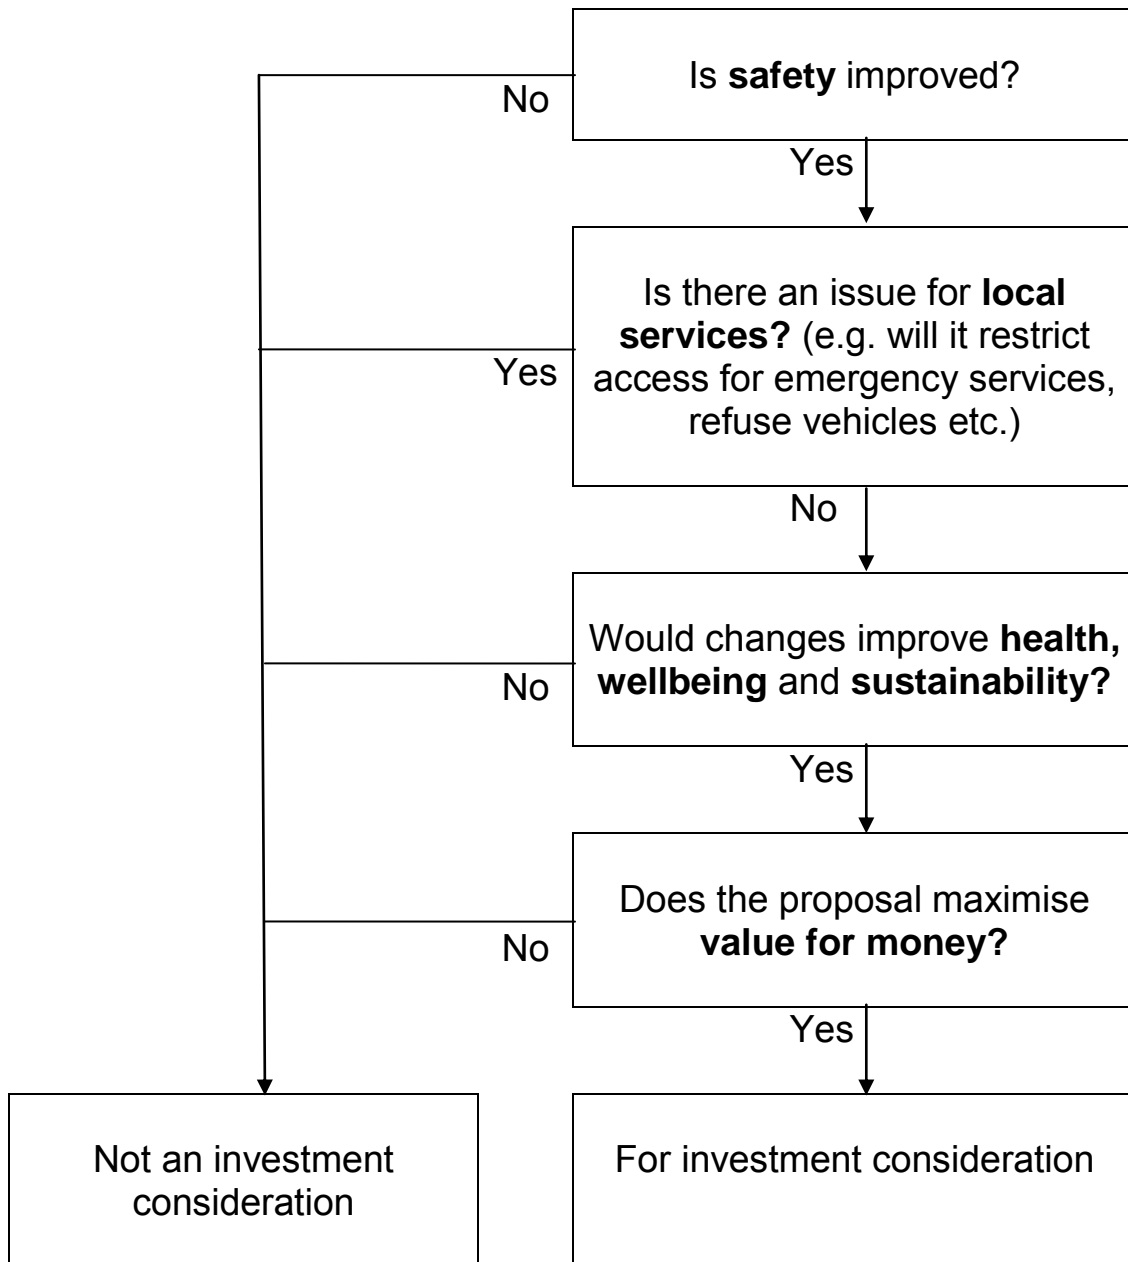 Is safety improved?
No
Yes
Is there an issue for local
services? (e.g. will it restrict
access for emergency services,
refuse vehicles etc.)
Yes
No
Would changes improve health,
wellbeing and sustainability?
No
Yes
Does the proposal maximise
value for money?
No
Yes
Not an investment
consideration
For investment consideration